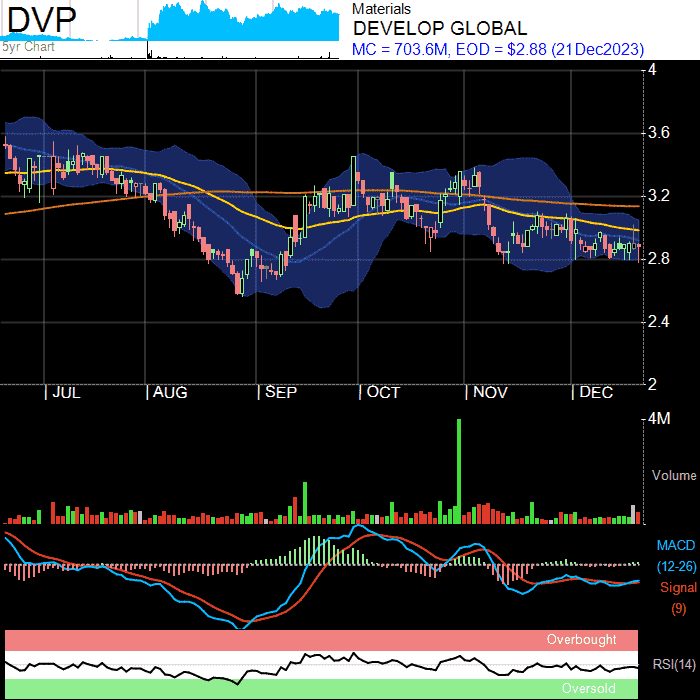 DVP
5yr Chart
Materials
DEVELOP GLOBAL
MC = 703.6M, EOD = $2.88 (21Dec2023)
4
3.6
3.2
2.8
2.4
2
JUL AUG SEP OCT NOV DEC
4M
Volume
MACD
(12-26)
Signal
(9)
Overbought
RSI(14)
Oversold